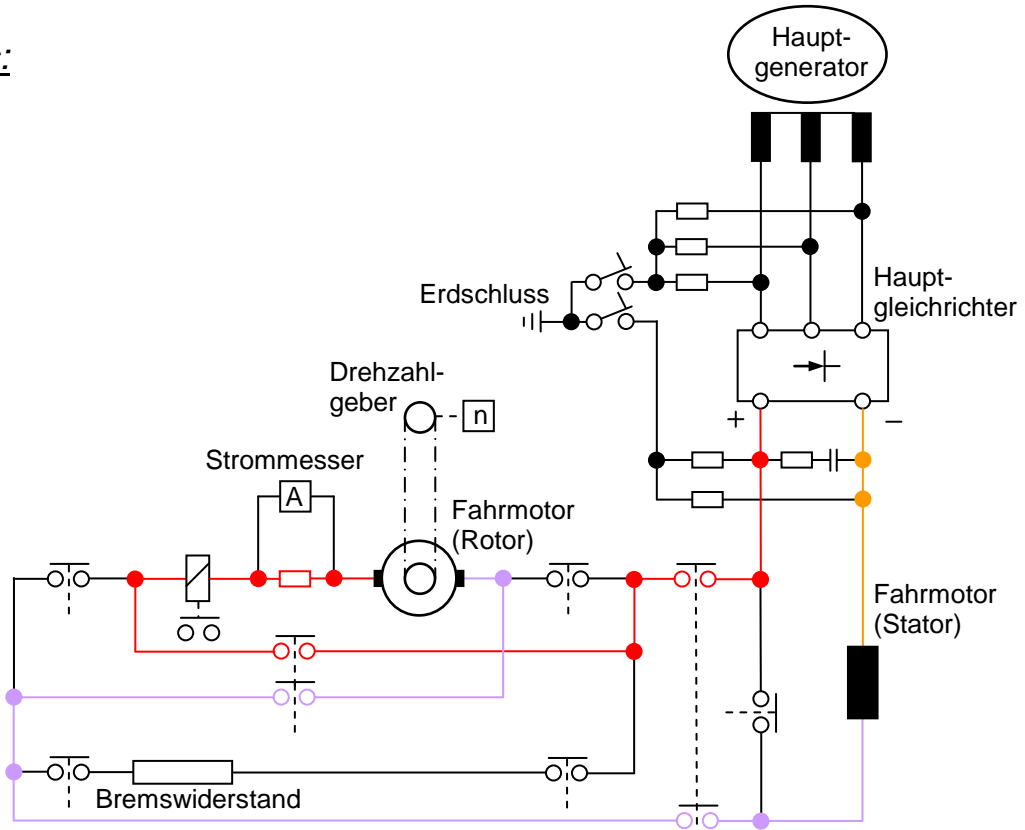 Haupt-
generator
Erdschluss
Haupt-
gleichrichter
Drehzahl-
geber
n
+
–
Strommesser
A
Fahrmotor
(Rotor)
Fahrmotor
(Stator)
Bremswiderstand